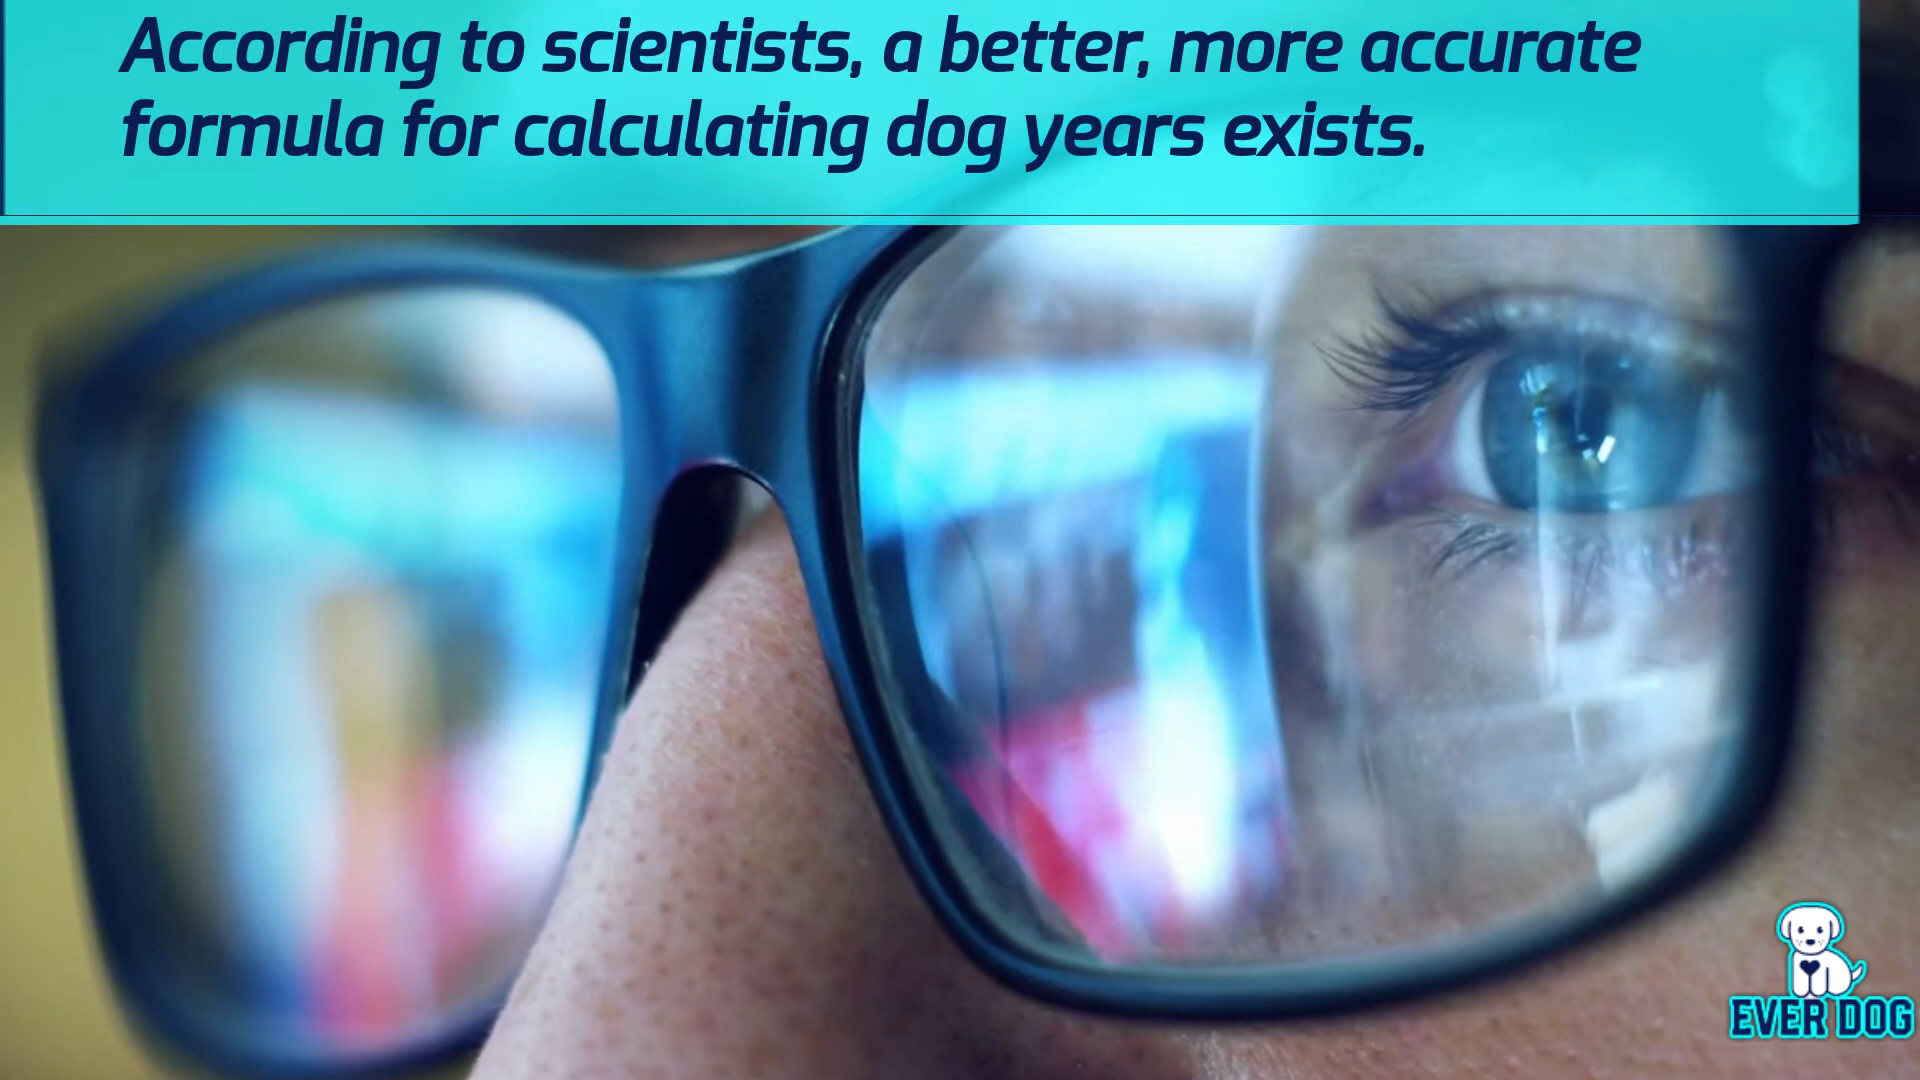 According to scientists, a better, more accurate
formula for calculating dog years exists.
EVER DOG